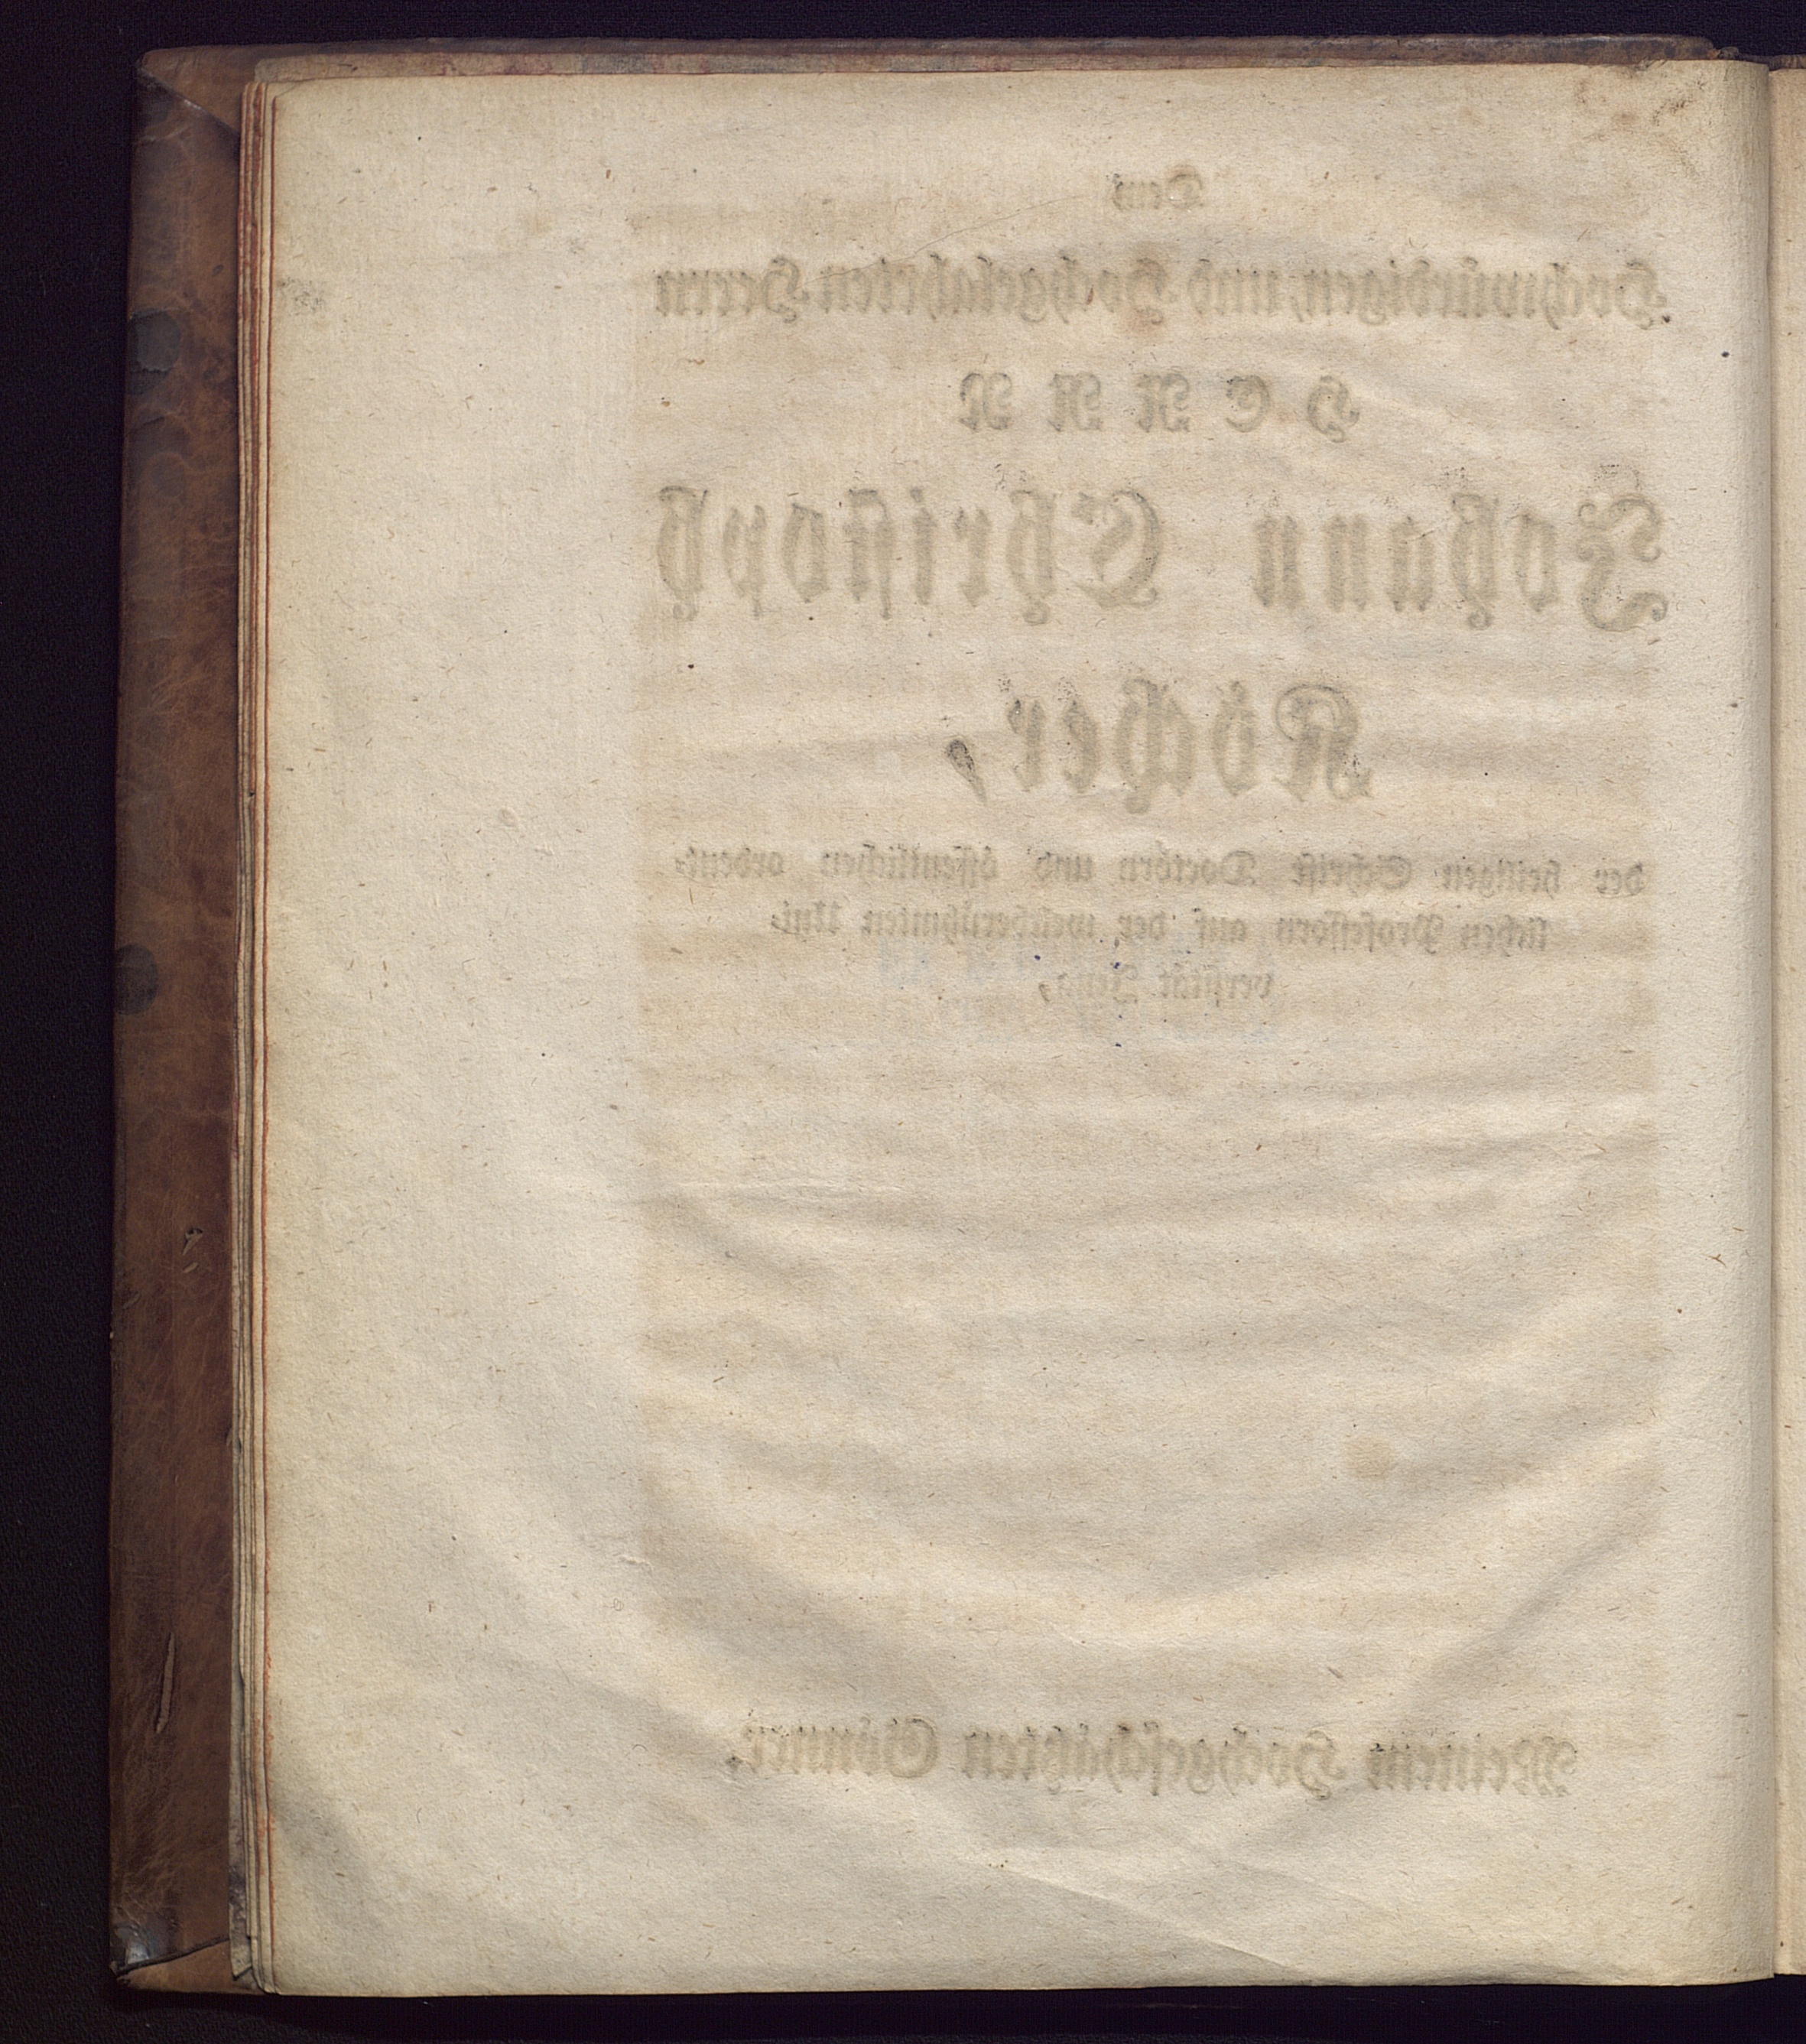 Dem
Hochwürdigen und Hochgelahrten Herrn
HERRN
Johann Christoph
Köcher,
der heiligen Schrift Doctorn und öffentlichen ordent-
lichen Professorn auf der weltberühmten Uni-
versität Jena,
Meinem Hochgeschätzten Gönner.